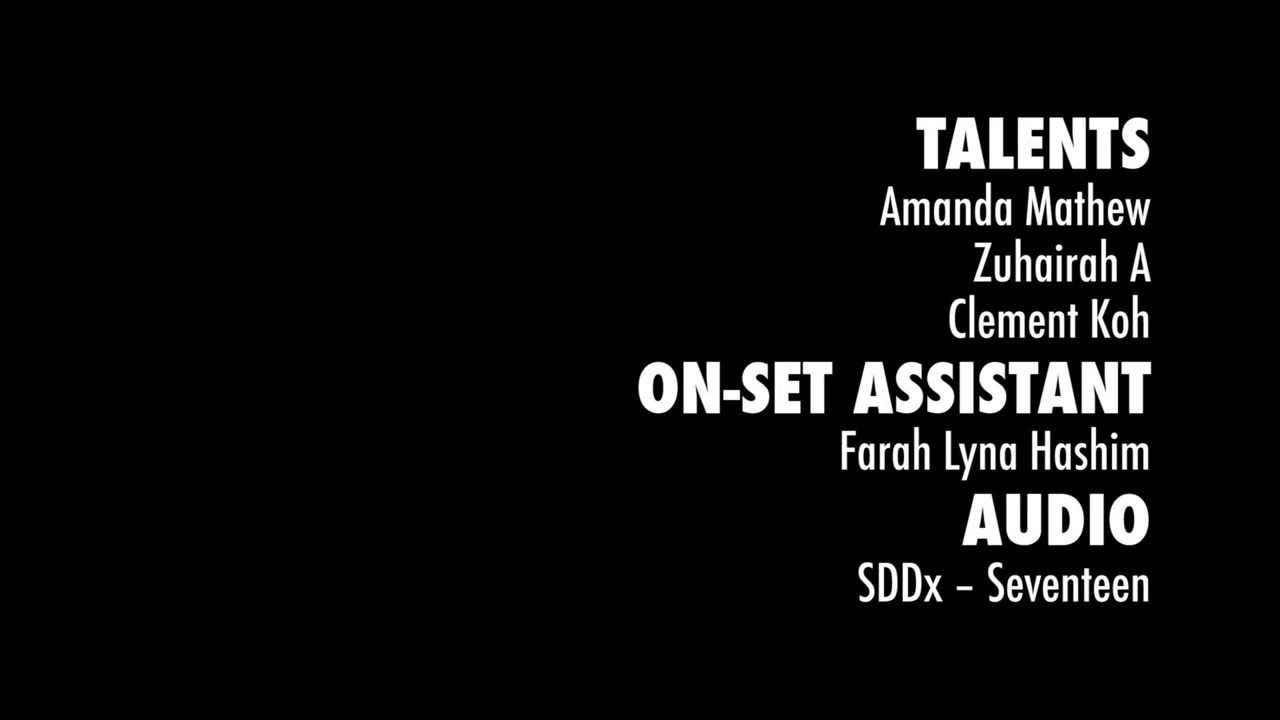 TALENTS
Amanda Mathew
Zuhairah A
Clement Koh
ON-SET ASSISTANT
Farah Lyna Hashim
AUDIO
SDDx – Seventeen